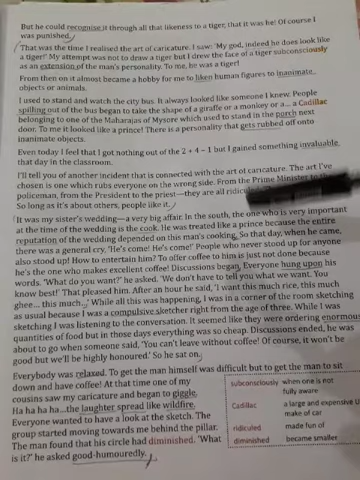 But he could recognise it through all that likeness to a tiger, that it was he! Of course I
was punished.
That was the time I realised the art of caricature. I saw: 'My god, indeed he does look like
a tiger!' My attempt was not to draw a tiger but I drew the face of a tiger subconsciously
as an extension of the man's personality. To me, he was a tiger!
From then on it almost became a hobby for me to liken human figures to inanimate
objects or animals.
I used to stand and watch the city bus. It always looked like someone I knew. People
spilling out of the bus began to take the shape of a giraffe or a monkey or a... a Cadillac
belonging to one of the Maharajas of Mysore which used to stand in the porch next
door. To me it looked like a prince! There is a personality that gets rubbed off onto
inanimate objects.
Even today I feel that I got nothing out of the 2 + 4 – 1 but I gained something invaluable,
that day in the classroom.
I'll tell you of another incident that is connected with the art of caricature. The art I've
chosen is one which rubs everyone on the wrong side. From the Prime Minister to the
policeman, from the President to the priest—they are all ridicul
So long as it's about others, people like it.
It was my sister's wedding—a very big affair. In the south, the one who is very important
at the time of wedding is the cook. He was treated like a prince because the entire
reputation of the wedding depended on this man's cooking. So that day, when he came,
there was a general cry, 'He's come! He's come!' People who never stood up for anyone
also stood up! How to entertain him? To offer coffee to him is just not done because
he's the one who makes excellent coffee! Discussions began. Everyone hung upon his
words. 'What do you want?' he asked. 'We don't have to tell you what we want. You
know best!' That pleased him. After an hour he said, 'I want this much rice, this much
ghee... this much...' While all this was happening, I was in a corner of the room sketching
as usual because I was a compulsive sketcher right from the age of three. While I was
sketching I was listening to the conversation. It seemed like they were ordering enormous
quantities of food but in those days everything was so cheap. Discussions ended, he was
about to go when someone said, 'You can't leave without coffee! Of course, it won't be
good but we'll be highly honoured.' So he sat on.
Everybody was relaxed. To get the man himself was difficult but to get him to sit
down and have coffee! At that time one of my
cousins saw my caricature and began to giggle.
Ha ha ha ha...the laughter spread like wildfire.
Everyone wanted to have a look at the sketch. The
group started moving towards me behind the pillar.
The man found that his circle had diminished. 'What
is it?' he asked good-humouredly.
subconsciously when one is not
fully aware
Cadillac a large and expensive U
make of car
ridiculed made fun of
diminished became smaller